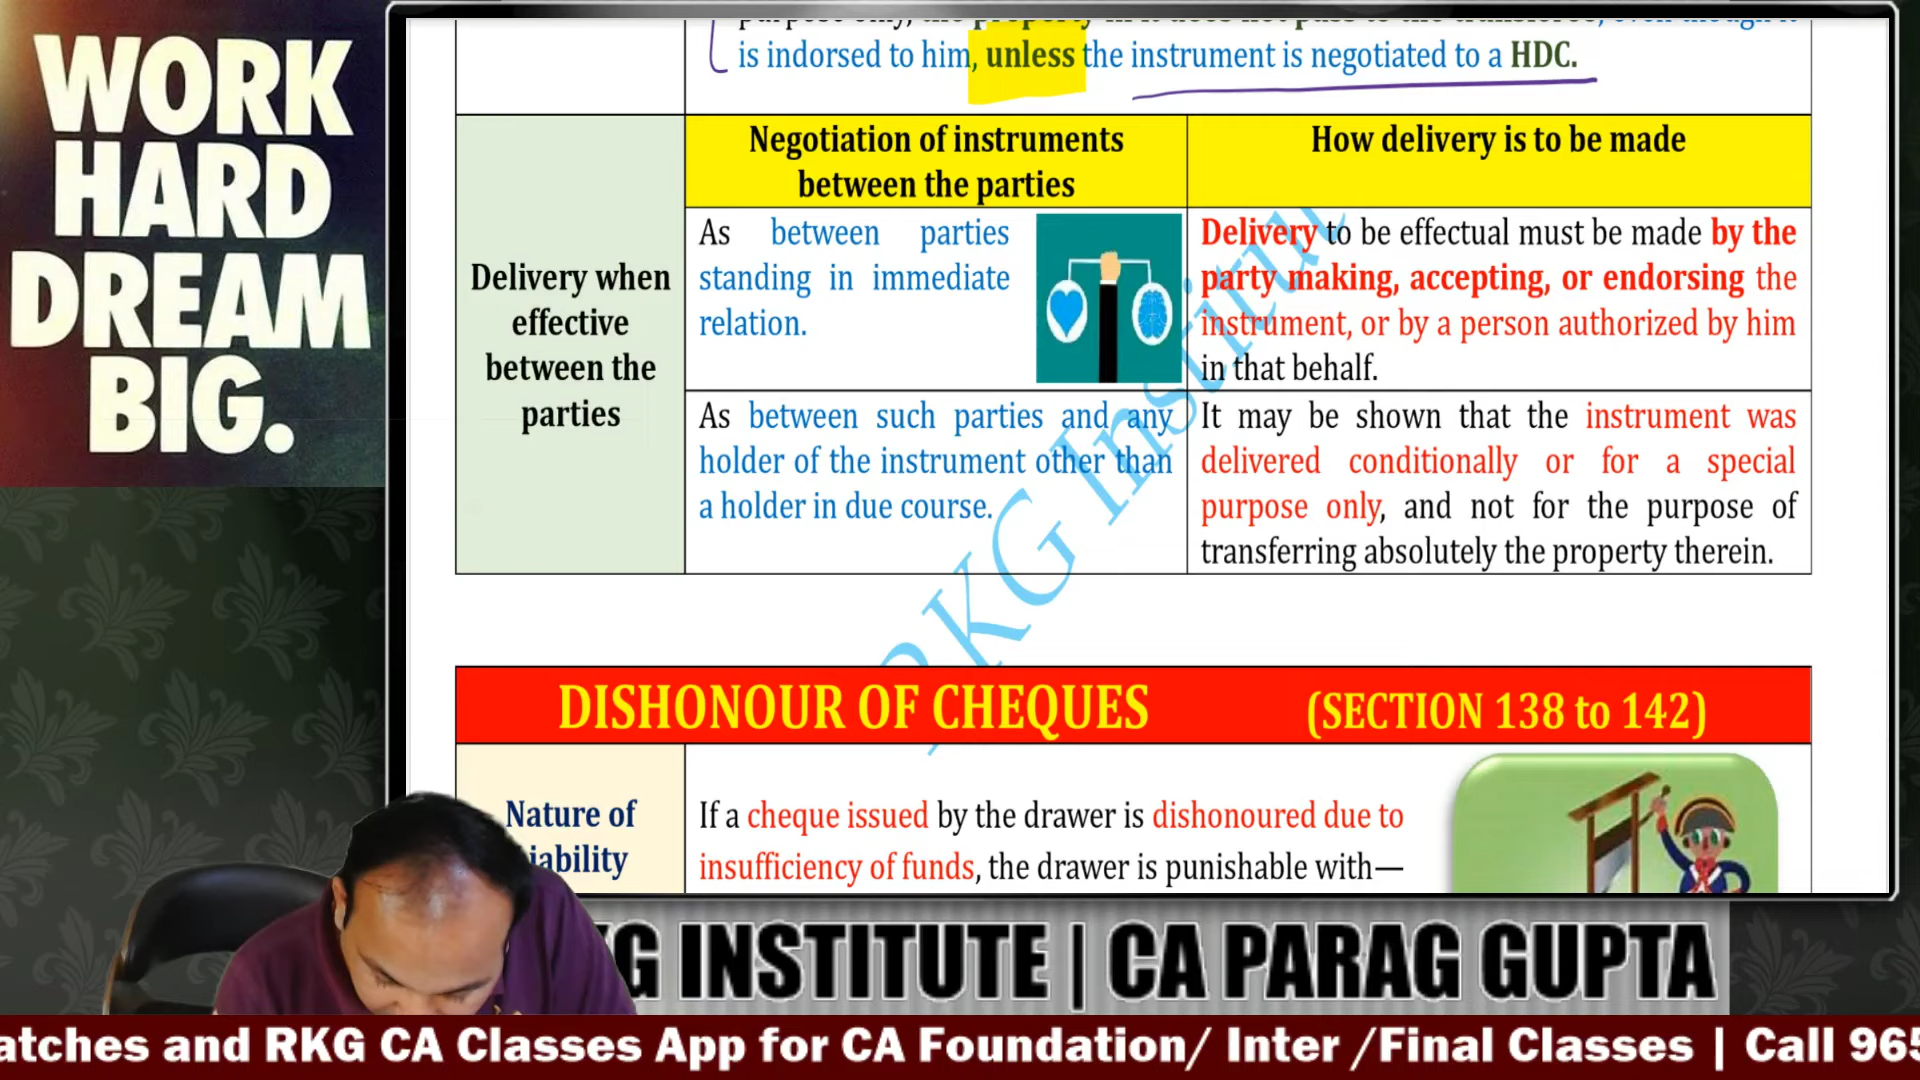 WORK
HARD
DREAM
BIG.
is indorsed to him, unless the instrument is negotiated to a HDC.
Delivery when
effective
between the
parties
Negotiation of instruments
between the parties
How delivery is to be made
As between parties
standing in immediate
relation.
Delivery to be effectual must be made by the
party making, accepting, or endorsing the
instrument, or by a person authorized by him
in that behalf.
As between such parties and any
holder of the instrument other than
a holder in due course.
It may be shown that the instrument was
delivered conditionally or for a special
purpose only, and not for the purpose of
transferring absolutely the property therein.
RKG Institu
DISHONOUR OF CHEQUES (SECTION 138 to 142)
Nature of
iability
If a cheque issued by the drawer is dishonoured due to
insufficiency of funds, the drawer is punishable with—
KG INSTITUTE | CA PARAG GUPTA
atches and RKG CA Classes App for CA Foundation/ Inter /Final Classes | Call 965